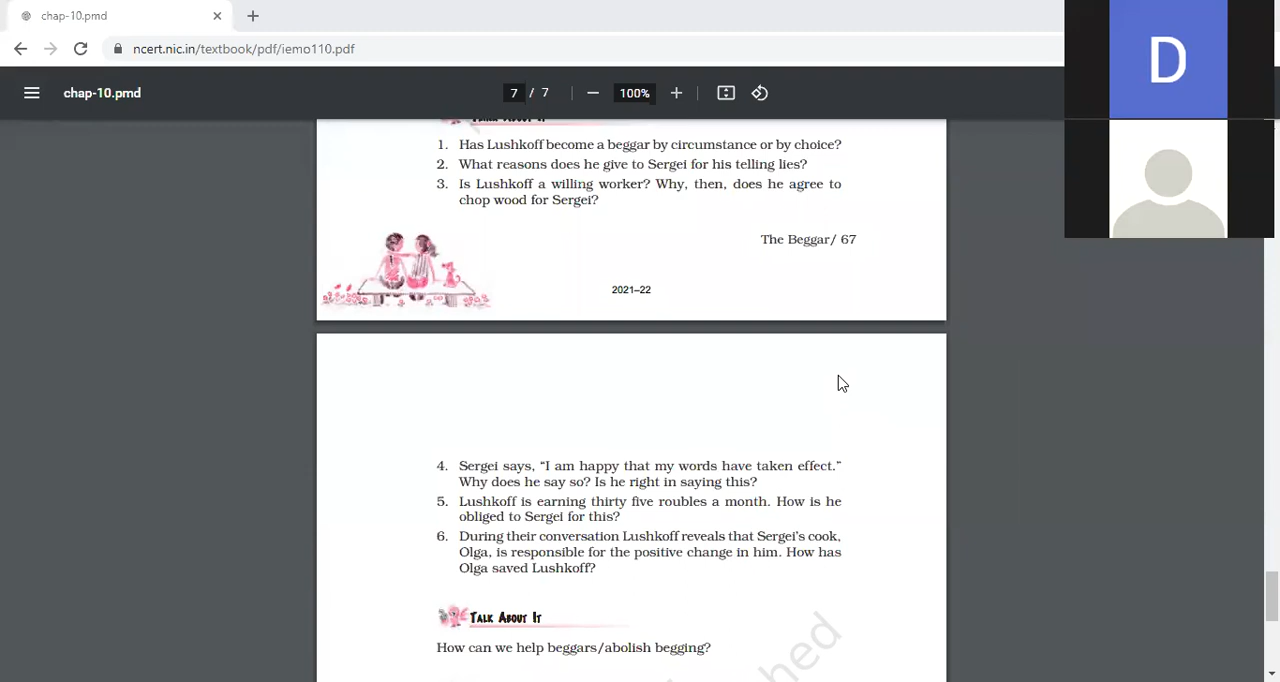 chap-10.pmd
ncert.nic.in/textbook/pdf/iemo110.pdf
chap-10.pmd
7 / 7
100%
D
1. Has Lushkoff become a beggar by circumstance or by choice?
2. What reasons does he give to Sergei for his telling lies?
3. Is Lushkoff a willing worker? Why, then, does he agree to
chop wood for Sergei?
The Beggar/ 67
2021–22
4. Sergei says, “I am happy that my words have taken effect.”
Why does he say so? Is he right in saying this?
5. Lushkoff is earning thirty five roubles a month. How is he
obliged to Sergei for this?
6. During their conversation Lushkoff reveals that Sergei’s cook,
Olga, is responsible for the positive change in him. How has
Olga saved Lushkoff?
TALK ABOUT IT
How can we help beggars/abolish begging?